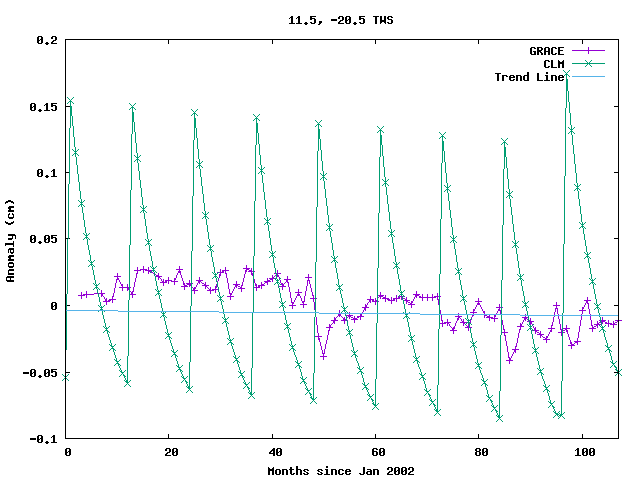 11.5, -20.5 TWS
GRACE
CLM
Trend Line
0.2
0.15
0.1
0.05
0
-0.05
-0.1
Anomaly (cm)
0 20 40 60 80 100
Months since Jan 2002